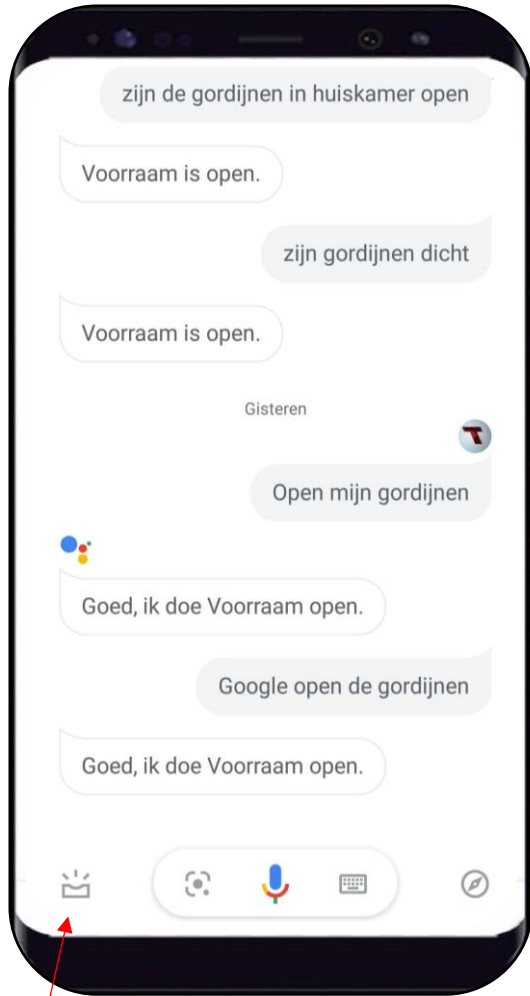 zijn de gordijnen in huiskamer open
Voorraam is open.
zijn gordijnen dicht
Voorraam is open.
Gisteren
Open mijn gordijnen
Goed, ik doe Voorraam open.
Google open de gordijnen
Goed, ik doe Voorraam open.